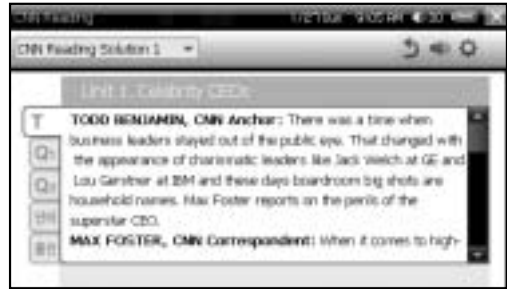 CNN Reading
CNN Reading Solution 1
Unit 1. Celebrity CEOs
T
TODD BENJAMIN, CNN Anchor: There was a time when
business leaders stayed out of the public eye. That changed with
the appearance of charismatic leaders like Jack Welch at GE and
Lou Gerstner at IBM and these days boardroom big shots are
household names. Max Foster reports on the perils of the
superstar CEO.
MAX FOSTER, CNN Correspondent: When it comes to high-